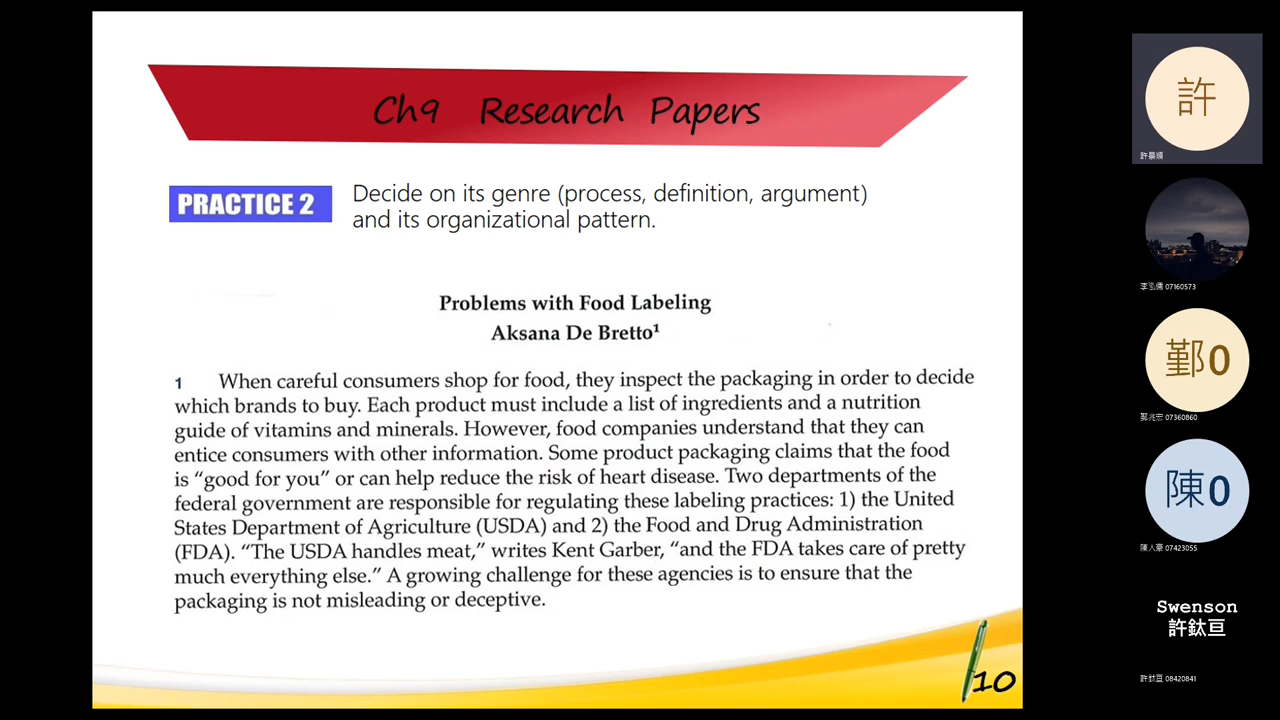 Ch9 Research Papers
PRACTICE 2
Decide on its genre (process, definition, argument)
and its organizational pattern.
Problems with Food Labeling
Aksana De Bretto¹
1 When careful consumers shop for food, they inspect the packaging in order to decide
which brands to buy. Each product must include a list of ingredients and a nutrition
guide of vitamins and minerals. However, food companies understand that they can
entice consumers with other information. Some product packaging claims that the food
is “good for you” or can help reduce the risk of heart disease. Two departments of the
federal government are responsible for regulating these labeling practices: 1) the United
States Department of Agriculture (USDA) and 2) the Food and Drug Administration
(FDA). “The USDA handles meat,” writes Kent Garber, “and the FDA takes care of pretty
much everything else.” A growing challenge for these agencies is to ensure that the
packaging is not misleading or deceptive.
10
許
07160573
鄞0
07360860
陳0
07423055
Swenson
許鈦亘
許鈦亘 08420841